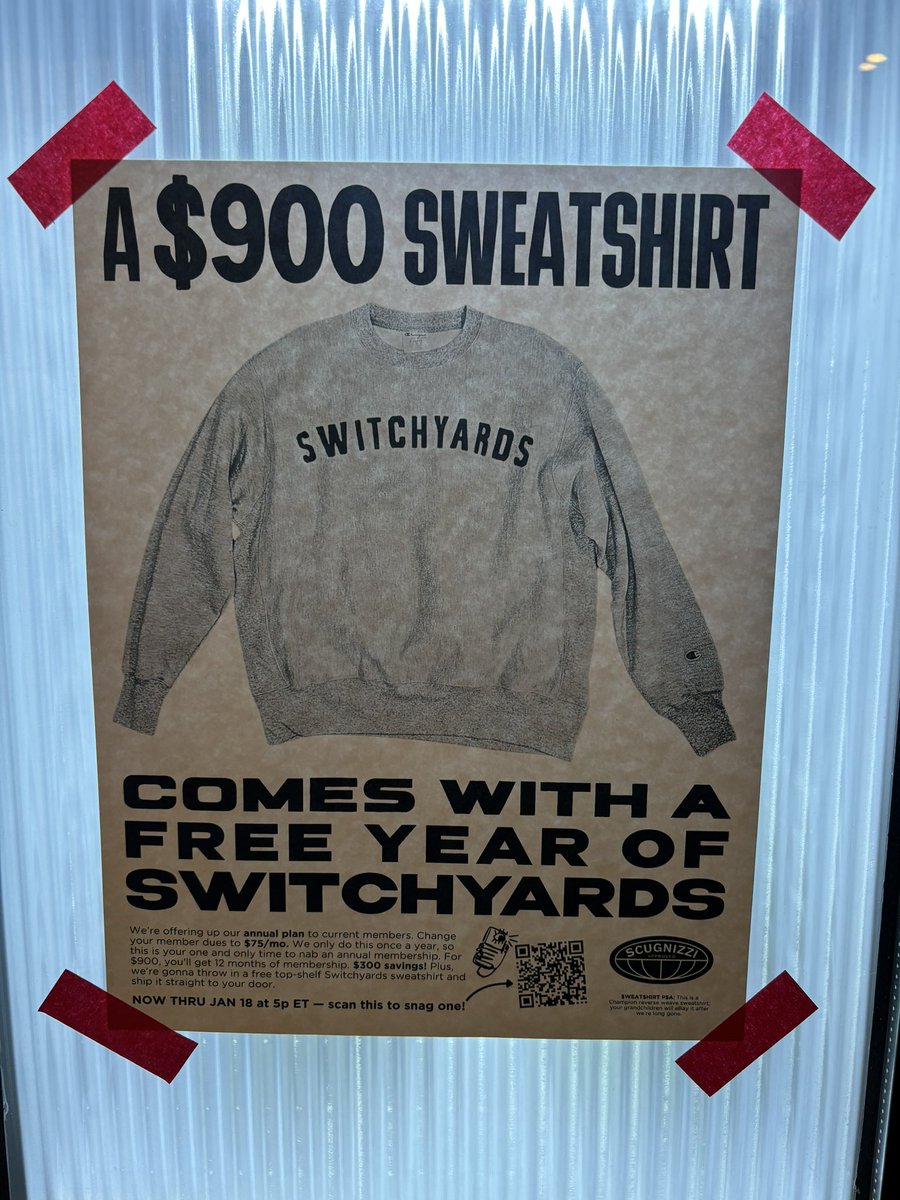 A $900 SWEATSHIRT
Champion
SWITCHYARDS
COMES WITH A
FREE YEAR OF
SWITCHYARDS
We're offering up our annual plan to current members. Change
your member dues to $75/mo. We only do this once a year, so
this is your one and only time to nab an annual membership. For
$900, you'll get 12 months of membership. $300 savings! Plus,
we're gonna throw in a free top-shelf Switchyards sweatshirt and
ship it straight to your door.
NOW THRU JAN 18 at 5p ET — scan this to snag one!
SCUGNIZZI
APPROVED
SWEATSHIRT PSA: This is a
Champion reverse weave sweatshirt;
your grandchildren will eBay it after
we're long gone.